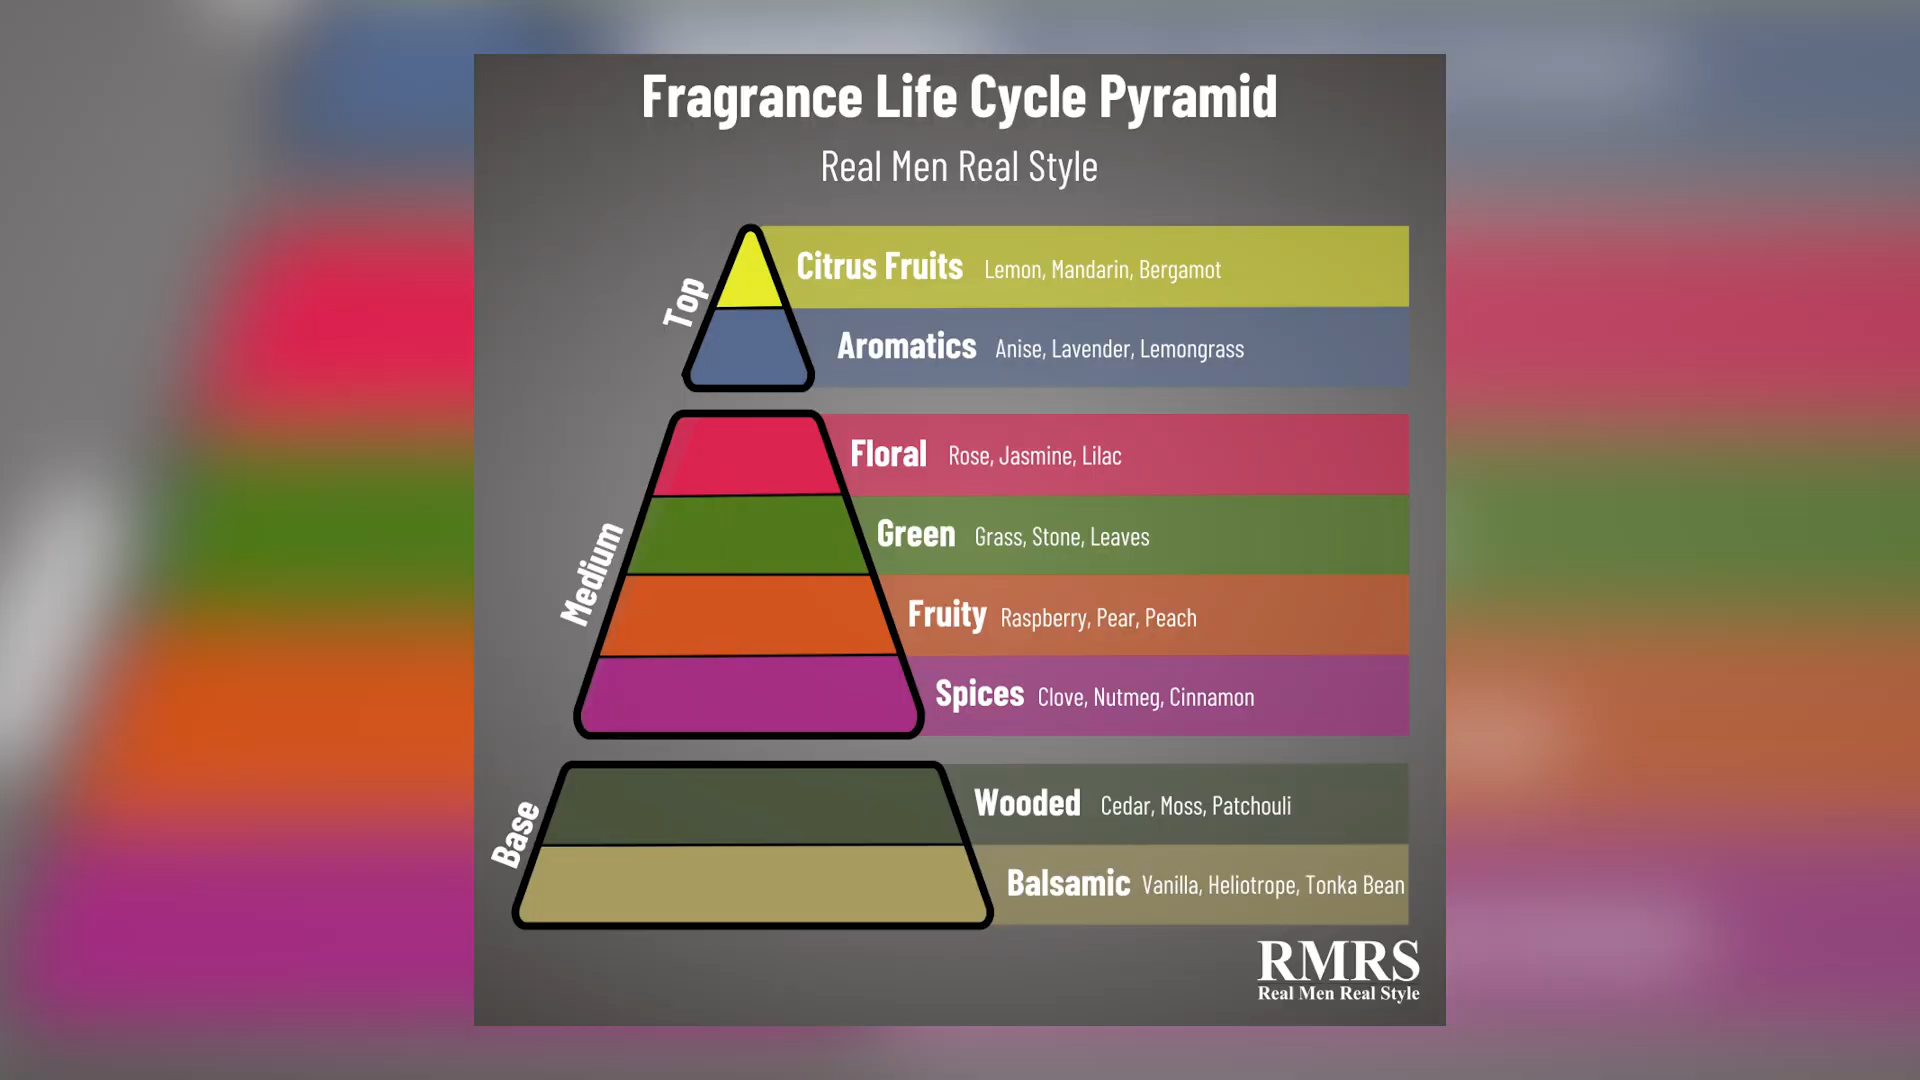 Fragrance Life Cycle Pyramid
Real Men Real Style
Top
Citrus Fruits Lemon, Mandarin, Bergamot
Aromatics Anise, Lavender, Lemongrass
Medium
Floral Rose, Jasmine, Lilac
Green Grass, Stone, Leaves
Fruity Raspberry, Pear, Peach
Spices Clove, Nutmeg, Cinnamon
Base
Wooded Cedar, Moss, Patchouli
Balsamic Vanilla, Heliotrope, Tonka Bean
RMRS
Real Men Real Style